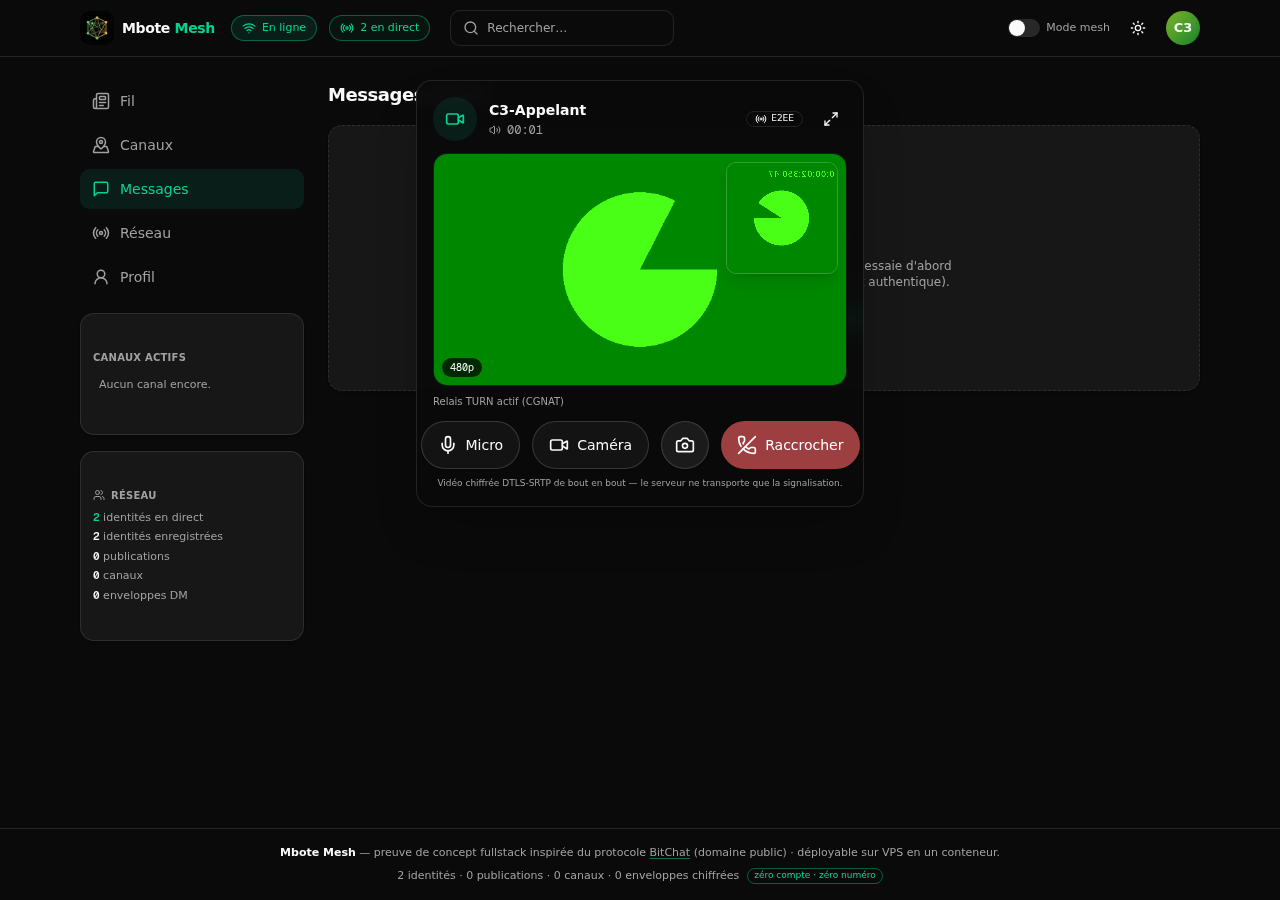 Mbote Mesh
En ligne
2 en direct
Rechercher…
Mode mesh
C3
Fil
Canaux
Messages
Réseau
Profil
CANAUX ACTIFS
Aucun canal encore.
RÉSEAU
2 identités en direct
2 identités enregistrées
0 publications
0 canaux
0 enveloppes DM
Messages
essaie d'abord
authentique).
C3-Appelant
00:01
E2EE
480p
Relais TURN actif (CGNAT)
Micro
Caméra
Raccrocher
Vidéo chiffrée DTLS-SRTP de bout en bout — le serveur ne transporte que la signalisation.
Mbote Mesh — preuve de concept fullstack inspirée du protocole BitChat (domaine public) · déployable sur VPS en un conteneur.
2 identités · 0 publications · 0 canaux · 0 enveloppes chiffrées
zéro compte · zéro numéro